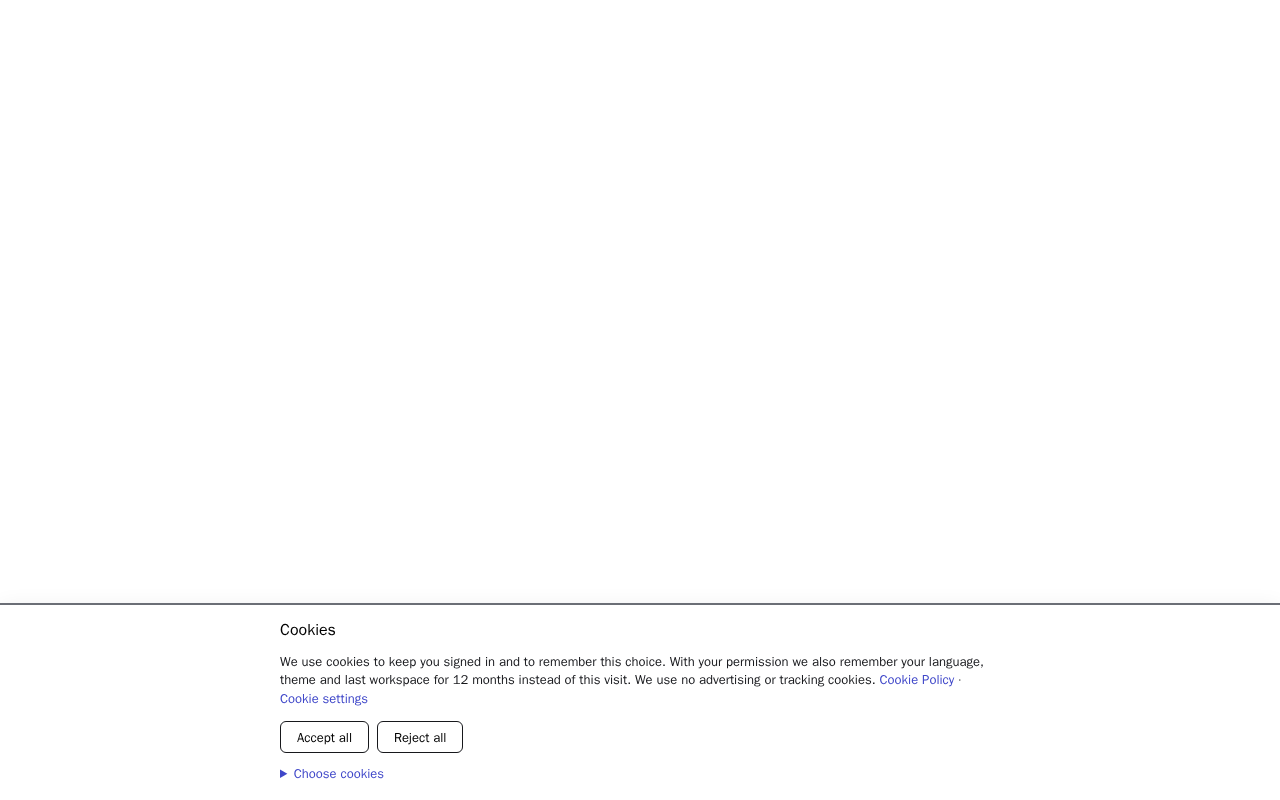 Cookies
We use cookies to keep you signed in and to remember this choice. With your permission we also remember your language,
theme and last workspace for 12 months instead of this visit. We use no advertising or tracking cookies. Cookie Policy ·
Cookie settings
Accept all Reject all
Choose cookies